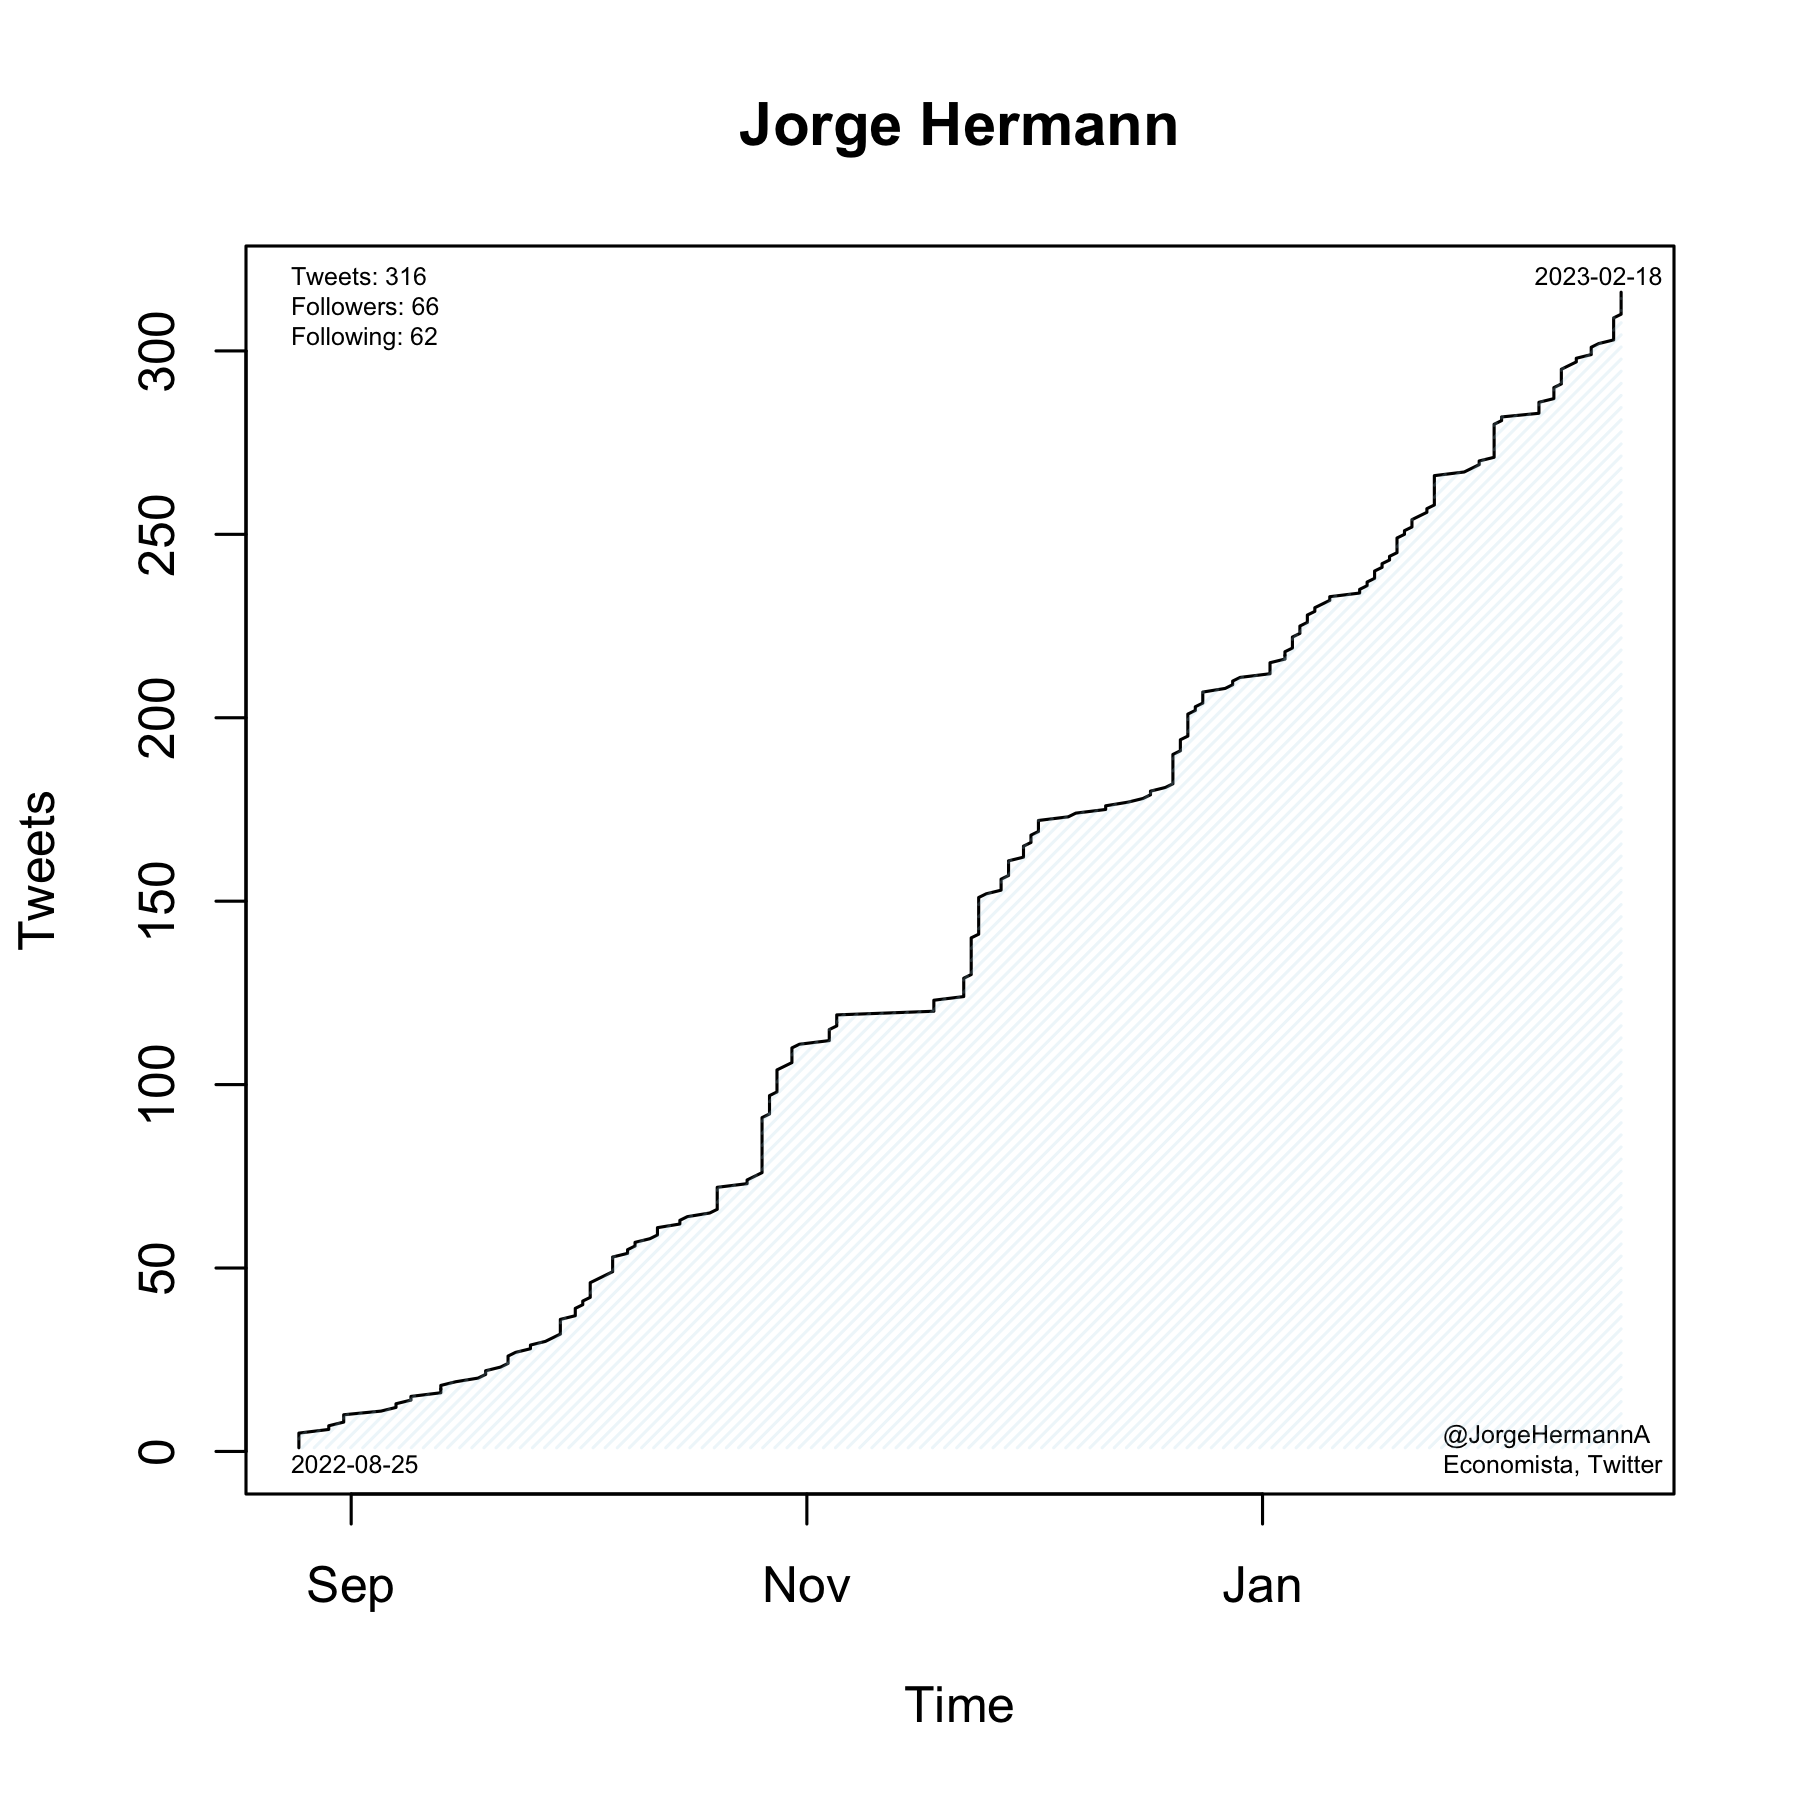 Jorge Hermann
Tweets: 316
Followers: 66
Following: 62
2023-02-18
Tweets
300
250
200
150
100
50
0
2022-08-25
@JorgeHermannA
Economista, Twitter
Sep
Nov
Jan
Time